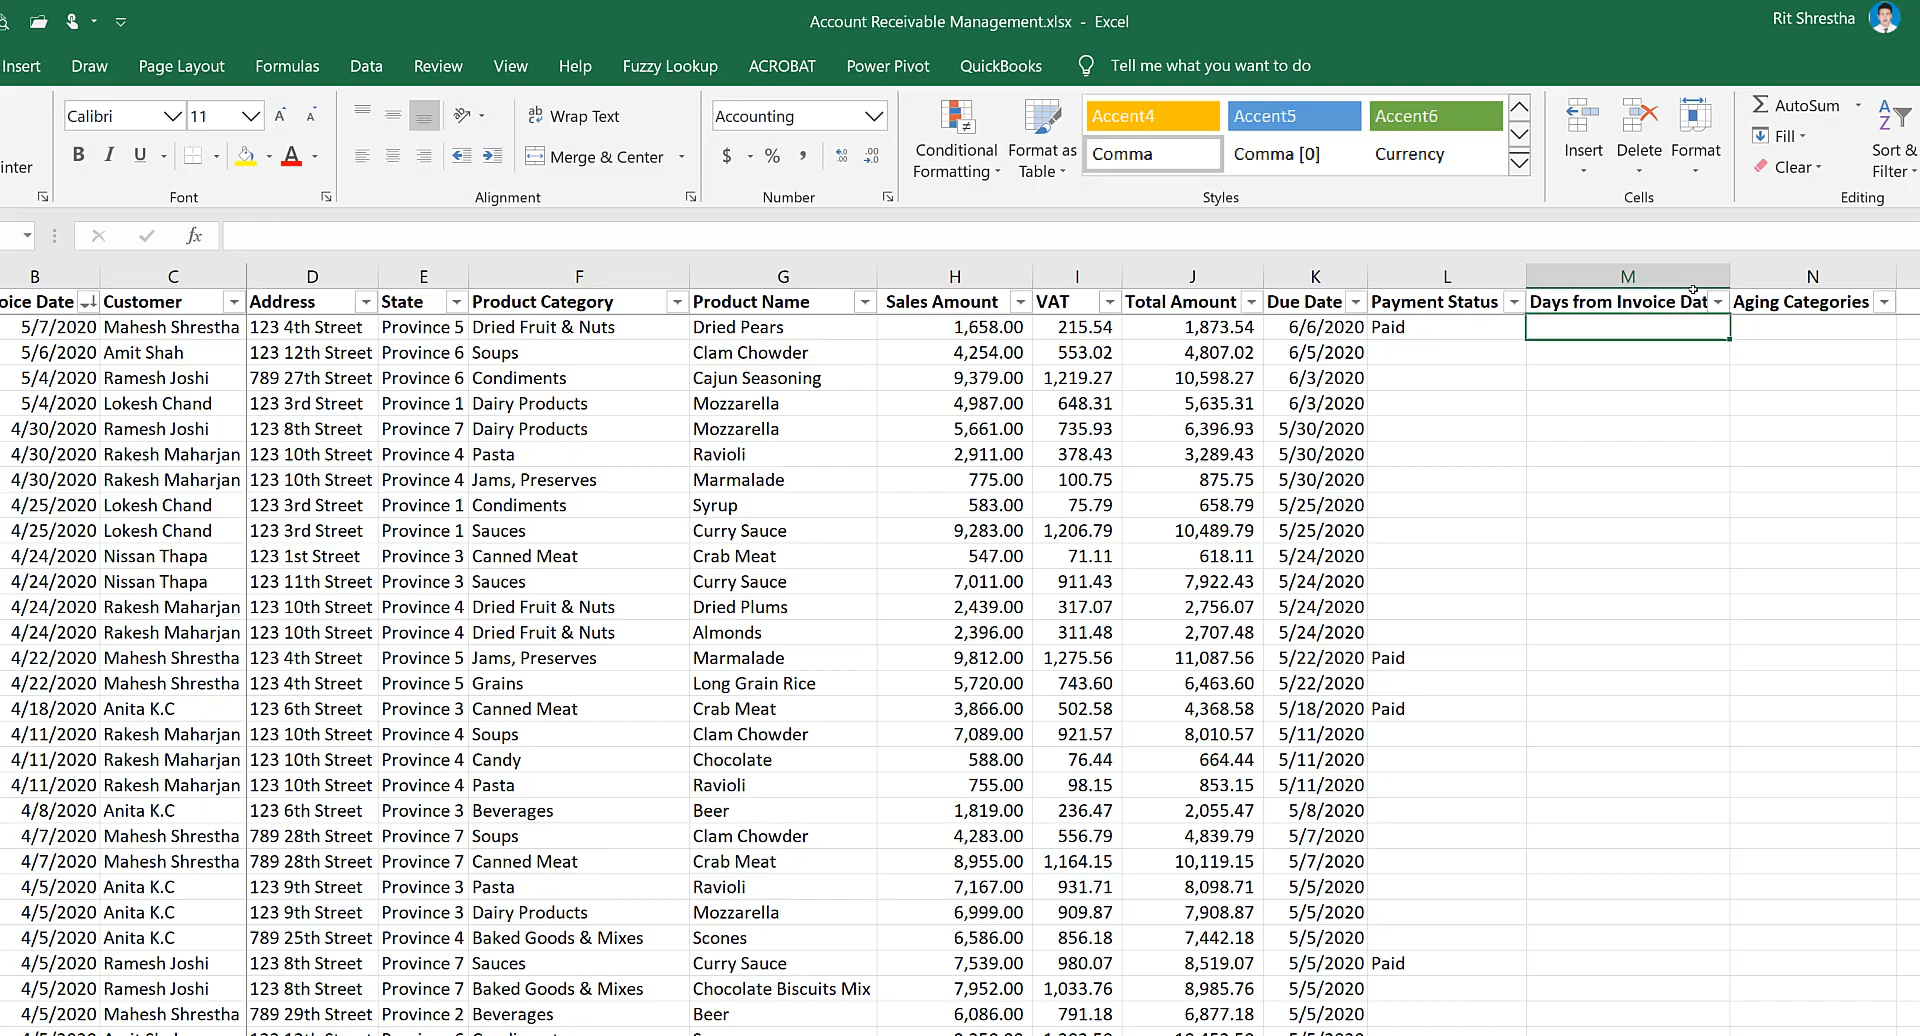 Account Receivable Management.xlsx - Excel
Rit Shrestha
Insert Draw Page Layout Formulas Data Review View Help Fuzzy Lookup ACROBAT Power Pivot QuickBooks Tell me what you want to do
Calibri 11 Wrap Text Accounting Accent4 Accent5 Accent6 AutoSum
B I U Merge & Center $ % , Conditional Formatting Format as Table Comma Comma [0] Currency Insert Delete Format Fill Clear Sort & Filter
Font Alignment Number Styles Cells Editing
fx
B C D E F G H I J K L M N
oice Date Customer Address State Product Category Product Name Sales Amount VAT Total Amount Due Date Payment Status Days from Invoice Dat Aging Categories
5/7/2020 Mahesh Shrestha 123 4th Street Province 5 Dried Fruit & Nuts Dried Pears 1,658.00 215.54 1,873.54 6/6/2020 Paid
5/6/2020 Amit Shah 123 12th Street Province 6 Soups Clam Chowder 4,254.00 553.02 4,807.02 6/5/2020
5/4/2020 Ramesh Joshi 789 27th Street Province 6 Condiments Cajun Seasoning 9,379.00 1,219.27 10,598.27 6/3/2020
5/4/2020 Lokesh Chand 123 3rd Street Province 1 Dairy Products Mozzarella 4,987.00 648.31 5,635.31 6/3/2020
4/30/2020 Ramesh Joshi 123 8th Street Province 7 Dairy Products Mozzarella 5,661.00 735.93 6,396.93 5/30/2020
4/30/2020 Rakesh Maharjan 123 10th Street Province 4 Pasta Ravioli 2,911.00 378.43 3,289.43 5/30/2020
4/30/2020 Rakesh Maharjan 123 10th Street Province 4 Jams, Preserves Marmalade 775.00 100.75 875.75 5/30/2020
4/25/2020 Lokesh Chand 123 3rd Street Province 1 Condiments Syrup 583.00 75.79 658.79 5/25/2020
4/25/2020 Lokesh Chand 123 3rd Street Province 1 Sauces Curry Sauce 9,283.00 1,206.79 10,489.79 5/25/2020
4/24/2020 Nissan Thapa 123 1st Street Province 3 Canned Meat Crab Meat 547.00 71.11 618.11 5/24/2020
4/24/2020 Nissan Thapa 123 11th Street Province 3 Sauces Curry Sauce 7,011.00 911.43 7,922.43 5/24/2020
4/24/2020 Rakesh Maharjan 123 10th Street Province 4 Dried Fruit & Nuts Dried Plums 2,439.00 317.07 2,756.07 5/24/2020
4/24/2020 Rakesh Maharjan 123 10th Street Province 4 Dried Fruit & Nuts Almonds 2,396.00 311.48 2,707.48 5/24/2020
4/22/2020 Mahesh Shrestha 123 4th Street Province 5 Jams, Preserves Marmalade 9,812.00 1,275.56 11,087.56 5/22/2020 Paid
4/22/2020 Mahesh Shrestha 123 4th Street Province 5 Grains Long Grain Rice 5,720.00 743.60 6,463.60 5/22/2020
4/18/2020 Anita K.C 123 6th Street Province 3 Canned Meat Crab Meat 3,866.00 502.58 4,368.58 5/18/2020 Paid
4/11/2020 Rakesh Maharjan 123 10th Street Province 4 Soups Clam Chowder 7,089.00 921.57 8,010.57 5/11/2020
4/11/2020 Rakesh Maharjan 123 10th Street Province 4 Candy Chocolate 588.00 76.44 664.44 5/11/2020
4/11/2020 Rakesh Maharjan 123 10th Street Province 4 Pasta Ravioli 755.00 98.15 853.15 5/11/2020
4/8/2020 Anita K.C 123 6th Street Province 3 Beverages Beer 1,819.00 236.47 2,055.47 5/8/2020
4/7/2020 Mahesh Shrestha 789 28th Street Province 7 Soups Clam Chowder 4,283.00 556.79 4,839.79 5/7/2020
4/7/2020 Mahesh Shrestha 789 28th Street Province 7 Canned Meat Crab Meat 8,955.00 1,164.15 10,119.15 5/7/2020
4/5/2020 Anita K.C 123 9th Street Province 3 Pasta Ravioli 7,167.00 931.71 8,098.71 5/5/2020
4/5/2020 Anita K.C 123 9th Street Province 3 Dairy Products Mozzarella 6,999.00 909.87 7,908.87 5/5/2020
4/5/2020 Anita K.C 789 25th Street Province 4 Baked Goods & Mixes Scones 6,586.00 856.18 7,442.18 5/5/2020
4/5/2020 Ramesh Joshi 123 8th Street Province 7 Sauces Curry Sauce 7,539.00 980.07 8,519.07 5/5/2020 Paid
4/5/2020 Ramesh Joshi 123 8th Street Province 7 Baked Goods & Mixes Chocolate Biscuits Mix 7,952.00 1,033.76 8,985.76 5/5/2020
4/5/2020 Mahesh Shrestha 789 29th Street Province 2 Beverages Beer 6,086.00 791.18 6,877.18 5/5/2020